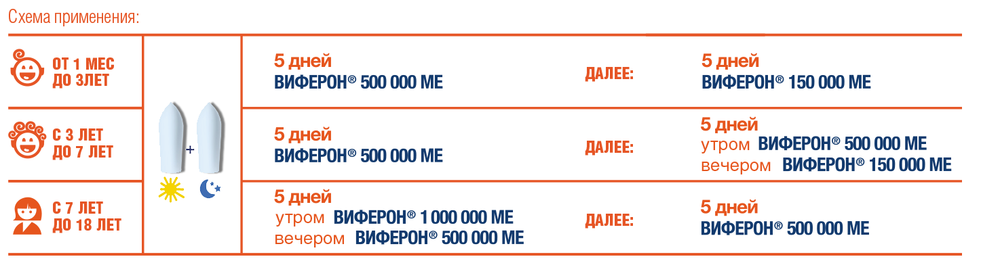 Схема применения:
ОТ 1 МЕС
ДО 3ЛЕТ
5 дней
ВИФЕРОН® 500 000 МЕ
ДАЛЕЕ:
5 дней
ВИФЕРОН® 150 000 МЕ
С 3 ЛЕТ
ДО 7 ЛЕТ
5 дней
ВИФЕРОН® 500 000 МЕ
ДАЛЕЕ:
5 дней
утром ВИФЕРОН® 500 000 МЕ
вечером ВИФЕРОН® 150 000 МЕ
+
С 7 ЛЕТ
ДО 18 ЛЕТ
5 дней
утром ВИФЕРОН® 1 000 000 МЕ
вечером ВИФЕРОН® 500 000 МЕ
ДАЛЕЕ:
5 дней
ВИФЕРОН® 500 000 МЕ